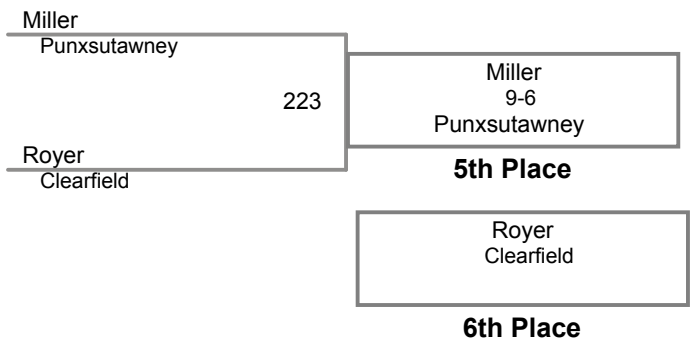 Miller
Punxsutawney
223
Royer
Clearfield
Miller
9-6
Punxsutawney
5th Place
Royer
Clearfield
6th Place